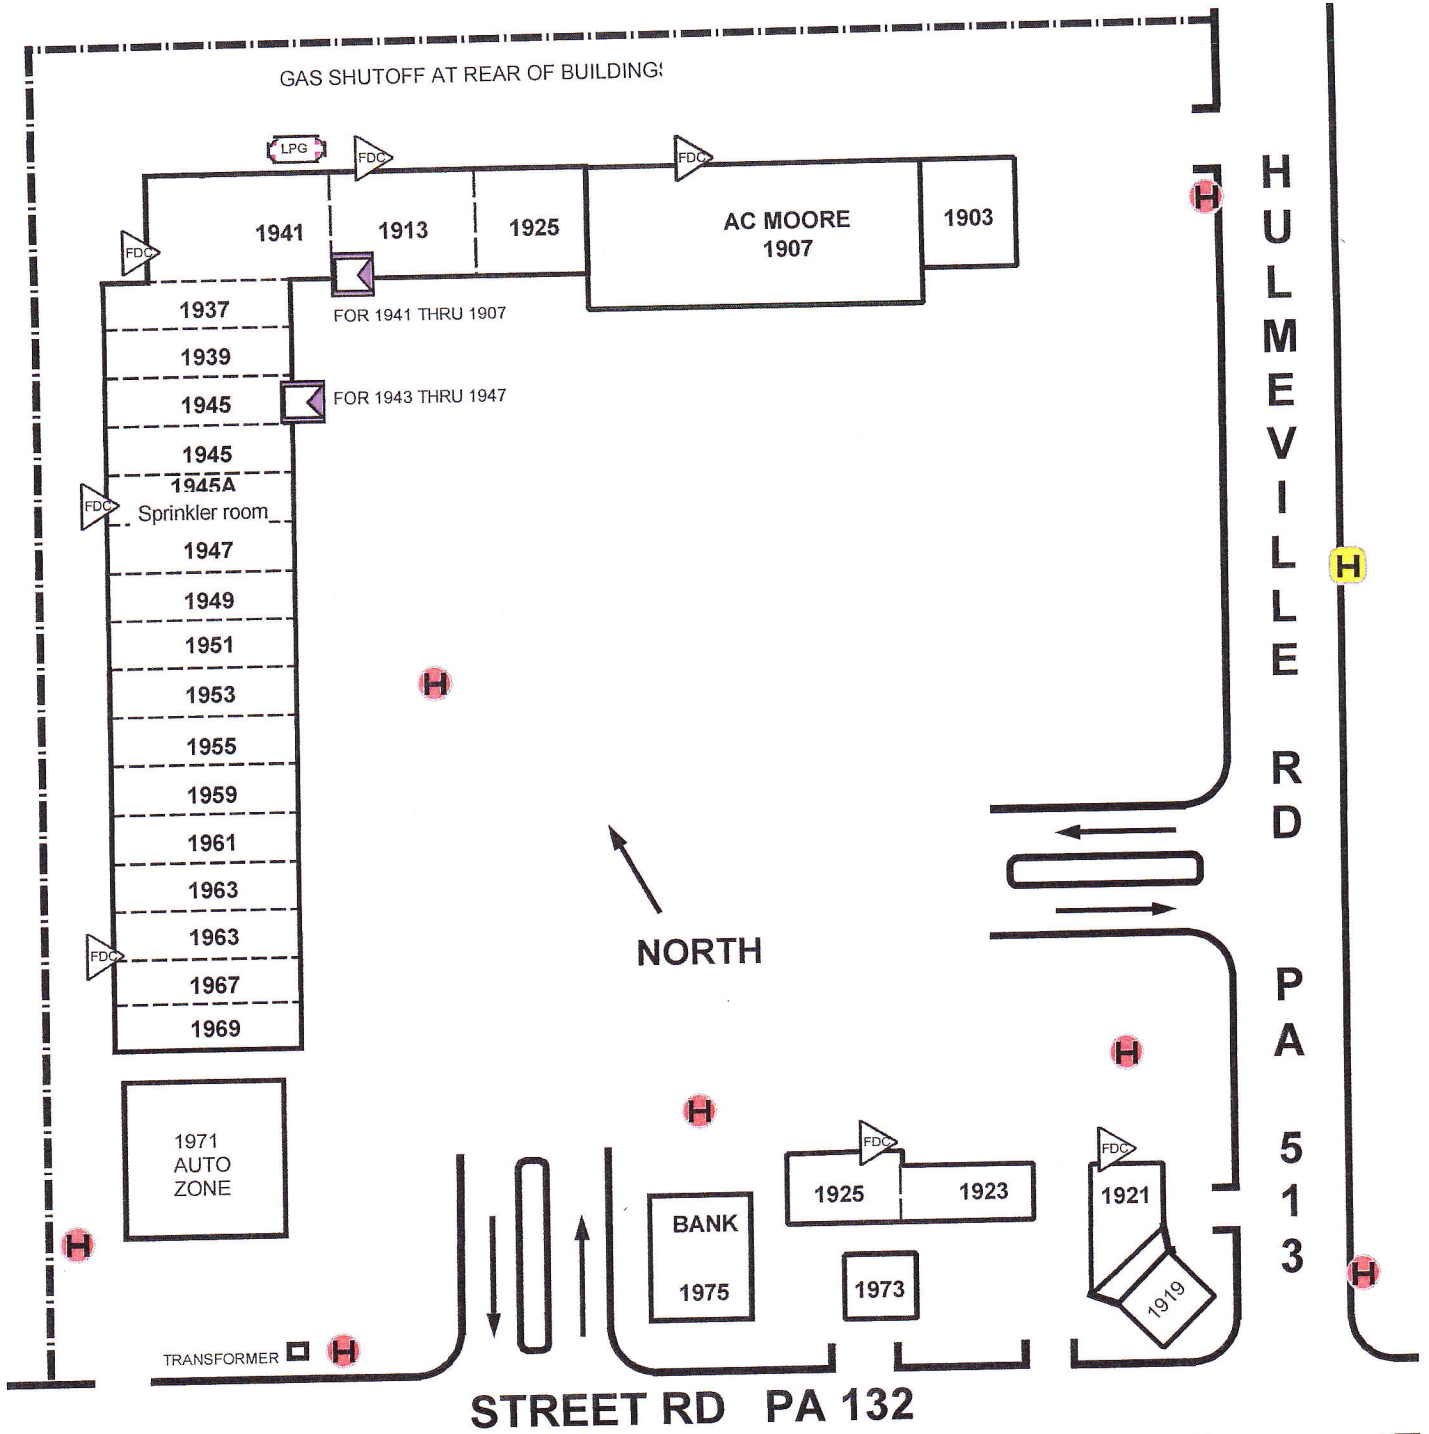 GAS SHUTOFF AT REAR OF BUILDINGS
LPG
FDC
FDC
FDC
1941
1913
1925
AC MOORE
1907
1903
H
FOR 1941 THRU 1907
1937
1939
1945
FOR 1943 THRU 1947
1945
1945A
FDC
Sprinkler room
1947
1949
1951
1953
1955
1959
1961
1963
1963
FDC
1967
1969
H
H
NORTH
HULMEVILLE RD PA 513
H
H
1971
AUTO
ZONE
H
FDC
FDC
1925
1923
1921
BANK
1975
1973
1919
H
TRANSFORMER
H
STREET RD PA 132